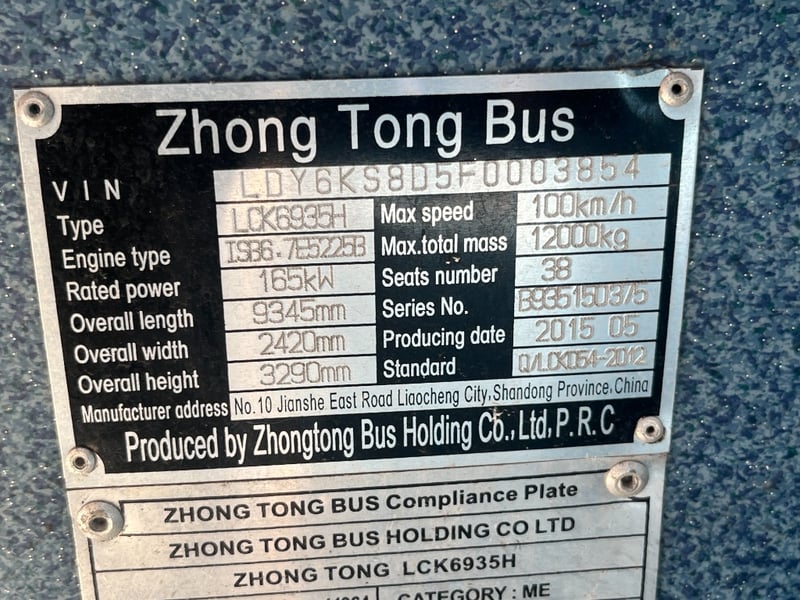 Zhong Tong Bus
VIN LDY6KS8D5F0003854
Type LCK6935H Max speed 100km/h
Engine type ISB6.7E5225B Max.total mass 12000kg
Rated power 165kW Seats number 38
Overall length 9345mm Series No. B935150375
Overall width 2420mm Producing date 2015 05
Overall height 3290mm Standard Q/LCK054-2012
Manufacturer address No.10 Jianshe East Road Liaocheng City,Shandong Province,China
Produced by Zhongtong Bus Holding Co.,Ltd,P.R.C
ZHONG TONG BUS Compliance Plate
ZHONG TONG BUS HOLDING CO LTD
ZHONG TONG LCK6935H
CATEGORY : ME